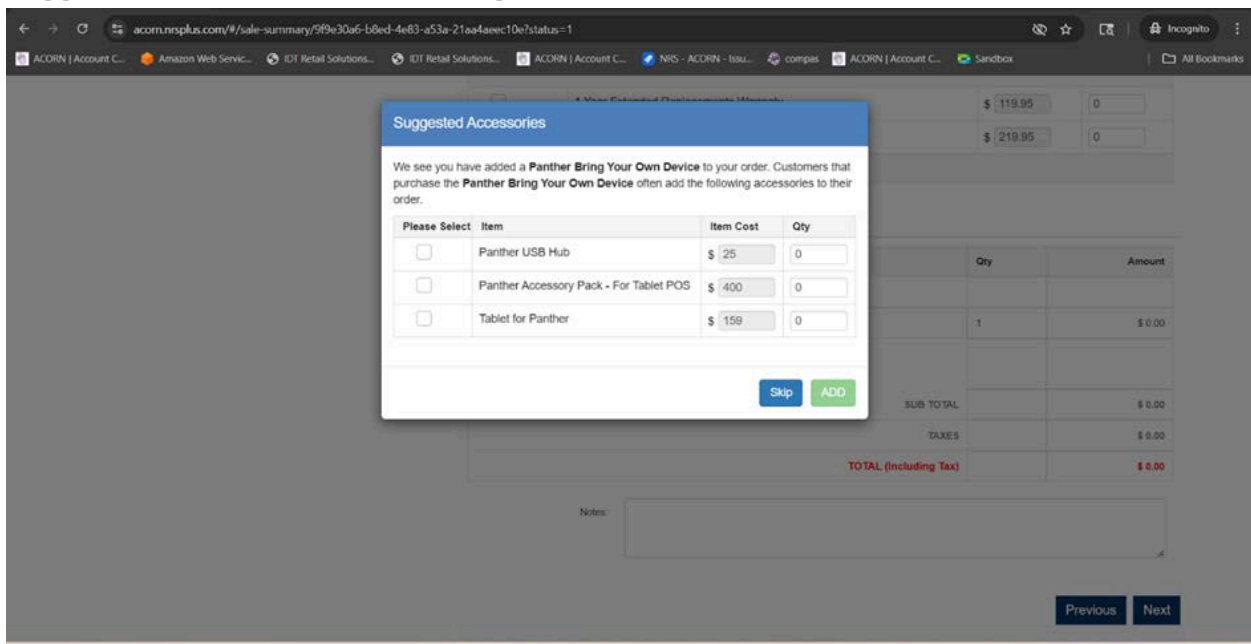 acorn.nrsplus.com/#/sale-summary/9f9e30a6-b8ed-4e83-a53a-21aa4aeec10e?status=1
Incognito
ACORN | Account C... Amazon Web Servic... IDT Retail Solutions... IDT Retail Solutions... ACORN | Account C... NRS - ACORN - Issu... compas ACORN | Account C... Sandbox All Bookmarks
$ 119.95 0
Suggested Accessories
$ 219.95 0
We see you have added a Panther Bring Your Own Device to your order. Customers that
purchase the Panther Bring Your Own Device often add the following accessories to their
order.
Please Select Item Item Cost Qty
Panther USB Hub $ 25 0
Qty Amount
Panther Accessory Pack - For Tablet POS $ 400 0
Tablet for Panther $ 159 0
1 $ 0.00
Skip ADD
SUB TOTAL $ 0.00
TAXES $ 0.00
TOTAL (Including Tax) $ 0.00
Notes:
Previous Next